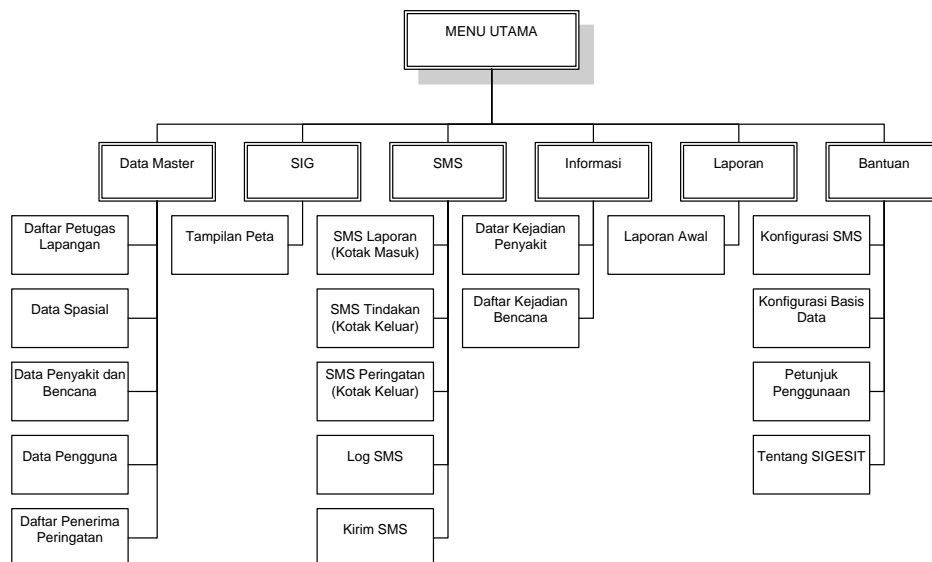 MENU UTAMA
Data Master
SIG
SMS
Informasi
Laporan
Bantuan
Daftar Petugas
Lapangan
Data Spasial
Data Penyakit dan
Bencana
Data Pengguna
Daftar Penerima
Peringatan
Tampilan Peta
SMS Laporan
(Kotak Masuk)
SMS Tindakan
(Kotak Keluar)
SMS Peringatan
(Kotak Keluar)
Log SMS
Kirim SMS
Datar Kejadian
Penyakit
Daftar Kejadian
Bencana
Laporan Awal
Konfigurasi SMS
Konfigurasi Basis
Data
Petunjuk
Penggunaan
Tentang SIGESIT